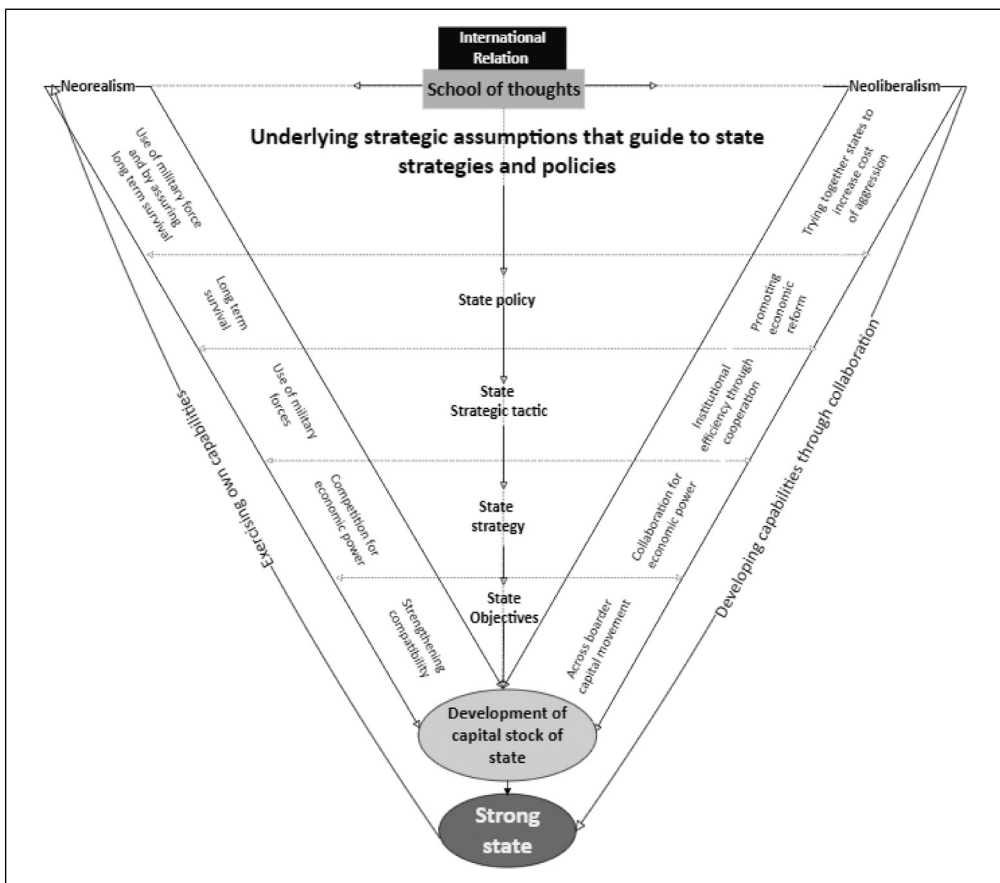 International
Relation
School of thoughts
Neorealism
Neoliberalism
Underlying strategic assumptions that guide to state
strategies and policies
Use of military force
and by assuring
long term survival
Trying together states to
increase cost
of aggression
State policy
Long term
survival
Promoting
economic
reform
State
Strategic tactic
Use of military
forces
Institutional
efficiency through
cooperation
State
strategy
Competition for
economic power
Collaboration for
economic power
State
Objectives
Strengthening
compatibility
Across boarder
capital movement
Exercising own capabilities
Developing capabilities through collaboration
Development of
capital stock of
state
Strong
state